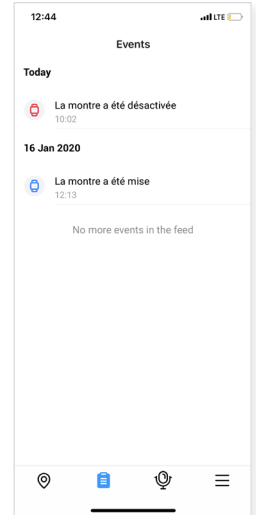 12:44
LTE
Events
Today
La montre a été désactivée
10:02
16 Jan 2020
La montre a été mise
12:13
No more events in the feed